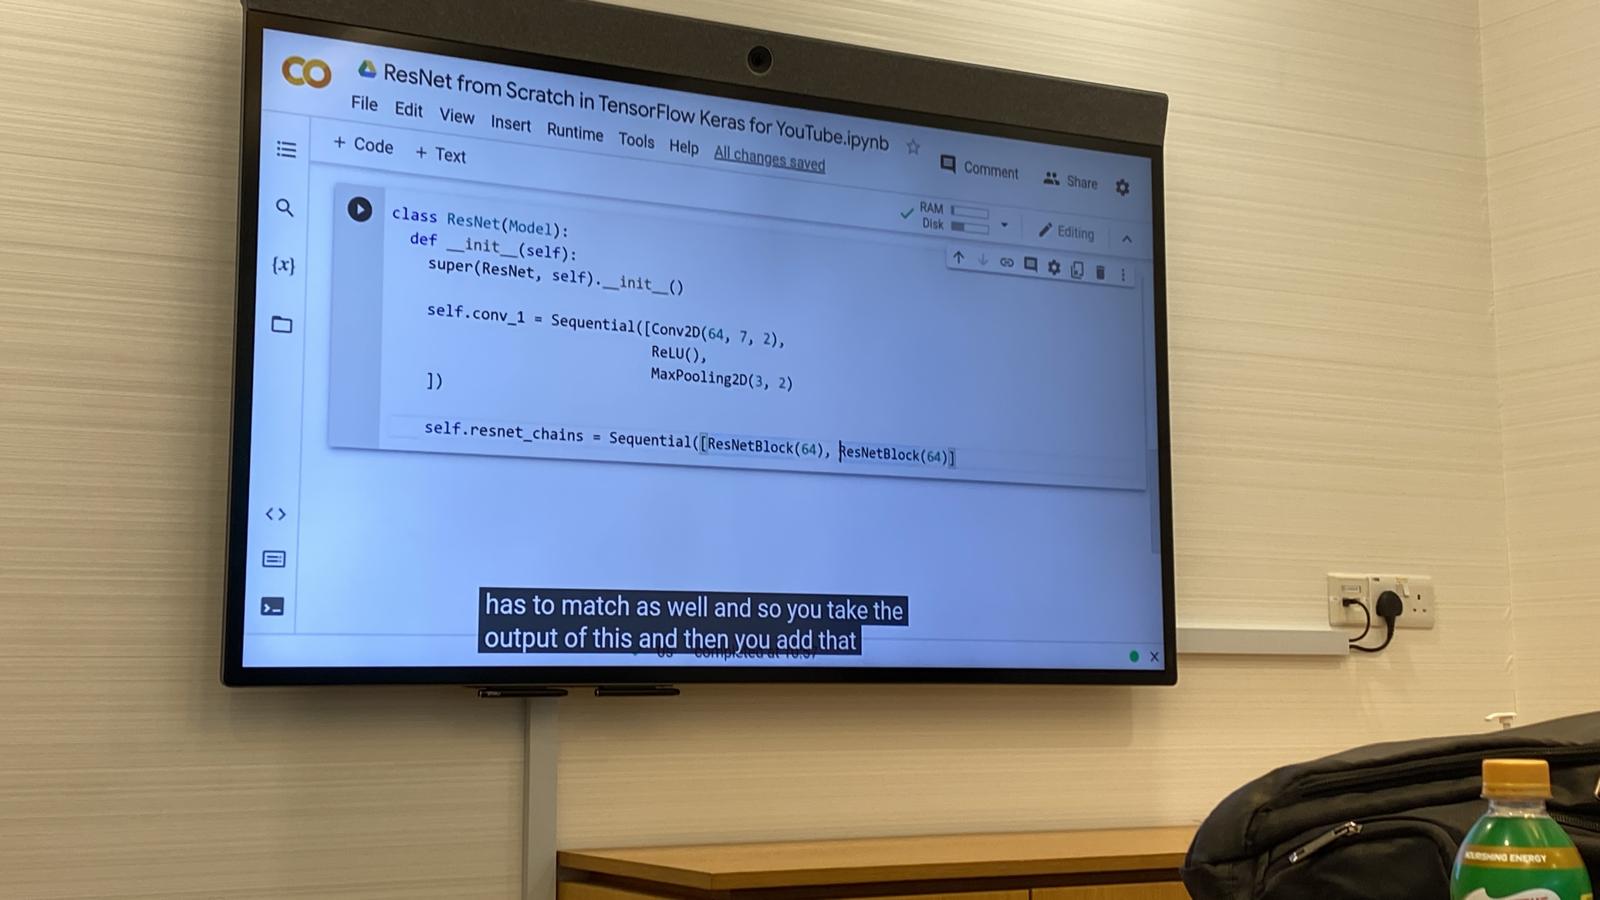 CO
ResNet from Scratch in TensorFlow Keras for YouTube.ipynb
File Edit View Insert Runtime Tools Help All changes saved
Comment Share
+ Code + Text
RAM
Disk
Editing
{x}
class ResNet(Model):
def __init__(self):
super(ResNet, self).__init__()
self.conv_1 = Sequential([Conv2D(64, 7, 2),
ReLU(),
MaxPooling2D(3, 2)
])
self.resnet_chains = Sequential([ResNetBlock(64), ResNetBlock(64)]
<>
has to match as well and so you take the
output of this and then you add that
completed at
NOURISHING ENERGY